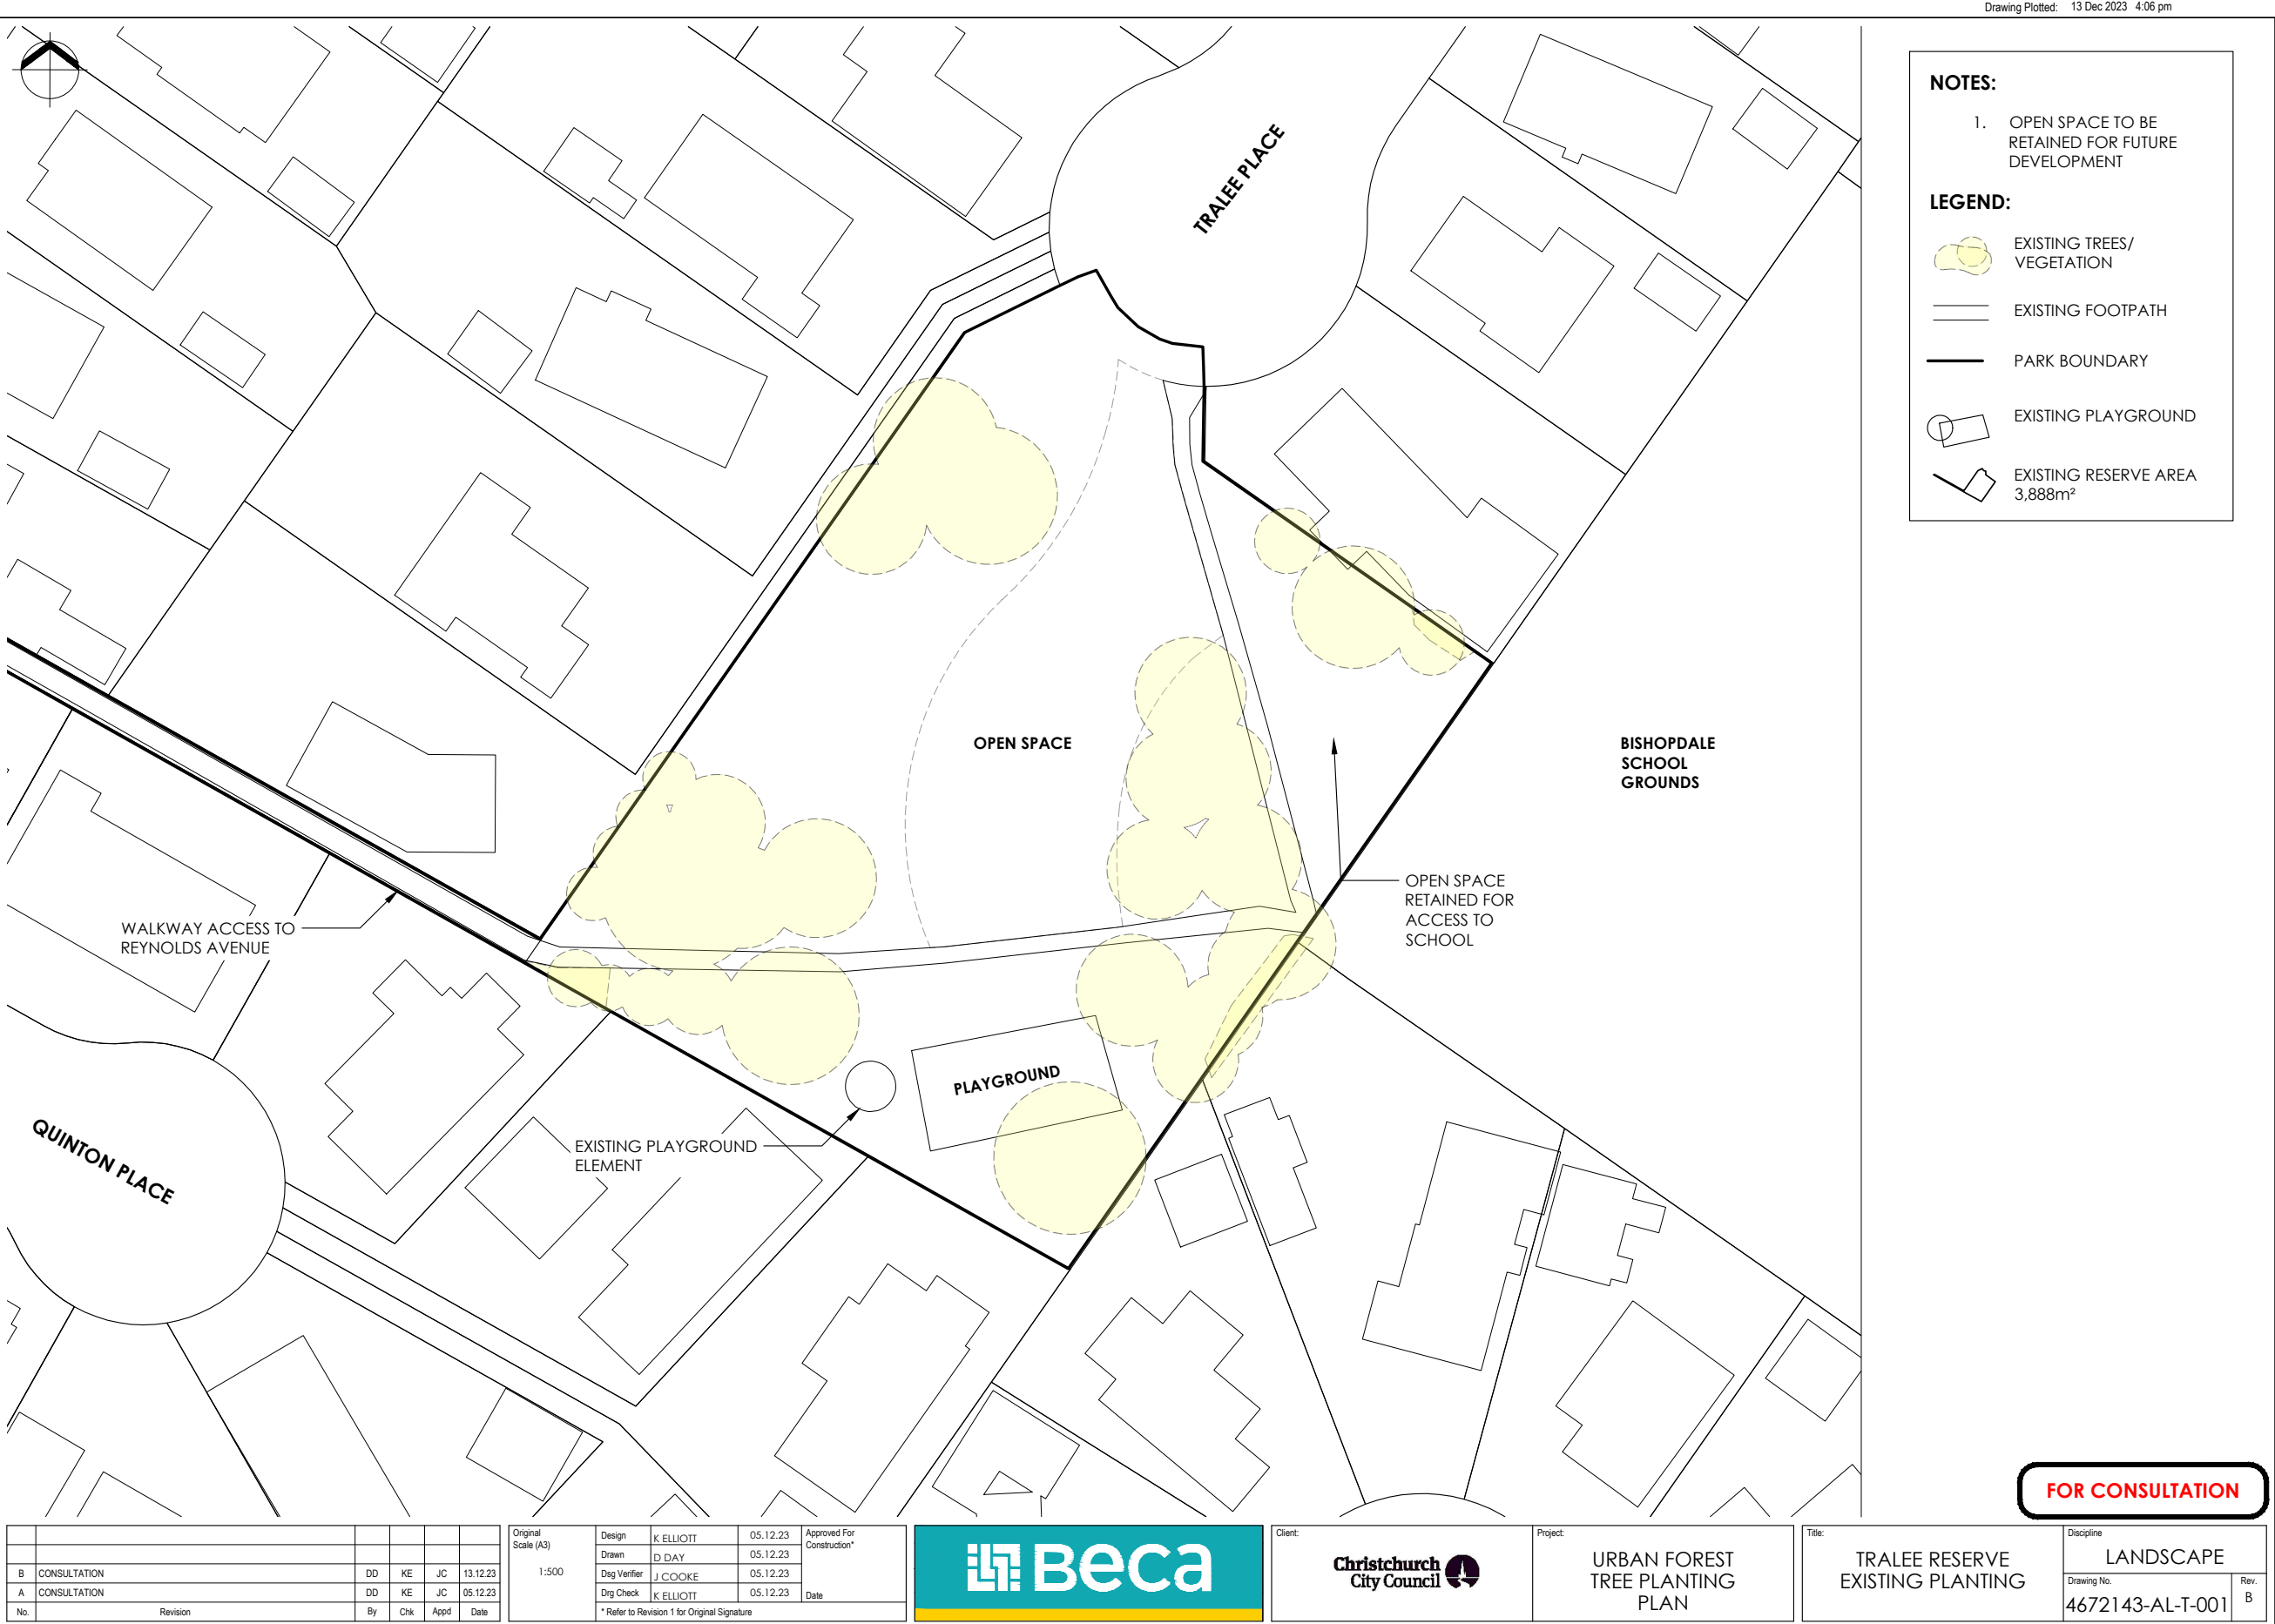 Drawing Plotted: 13 Dec 2023 4:06 pm
NOTES:
1. OPEN SPACE TO BE
RETAINED FOR FUTURE
DEVELOPMENT
LEGEND:
EXISTING TREES/
VEGETATION
EXISTING FOOTPATH
PARK BOUNDARY
EXISTING PLAYGROUND
EXISTING RESERVE AREA
3,888m²
TRALEE PLACE
OPEN SPACE
BISHOPDALE
SCHOOL
GROUNDS
OPEN SPACE
RETAINED FOR
ACCESS TO
SCHOOL
WALKWAY ACCESS TO
REYNOLDS AVENUE
PLAYGROUND
EXISTING PLAYGROUND
ELEMENT
QUINTON PLACE
FOR CONSULTATION
B CONSULTATION DD KE JC 13.12.23
A CONSULTATION DD KE JC 05.12.23
No. Revision By Chk Appd Date
Original
Scale (A3)
1:500
Design K ELLIOTT 05.12.23
Drawn D DAY 05.12.23
Dsg Verifier J COOKE 05.12.23
Drg Check K ELLIOTT 05.12.23
* Refer to Revision 1 for Original Signature
Approved For
Construction*
Date
Beca
Client:
Christchurch
City Council
Project:
URBAN FOREST
TREE PLANTING
PLAN
Title:
TRALEE RESERVE
EXISTING PLANTING
Discipline
LANDSCAPE
Drawing No.
4672143-AL-T-001
Rev.
B